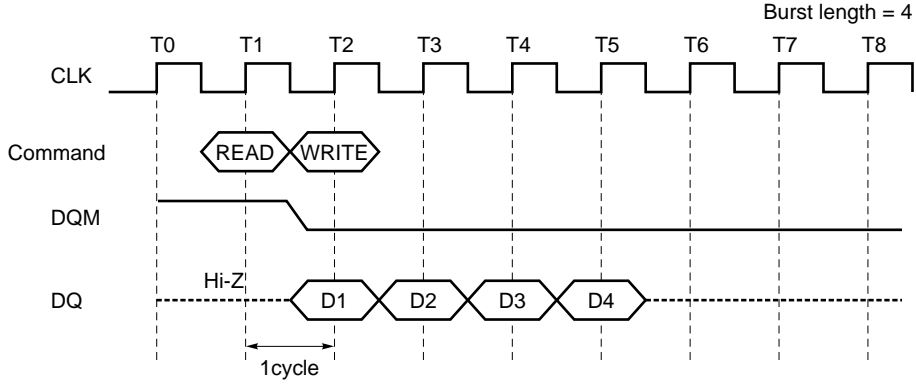 Burst length = 4
T0 T1 T2 T3 T4 T5 T6 T7 T8
CLK
Command READ WRITE
DQM
Hi-Z
DQ D1 D2 D3 D4
1cycle